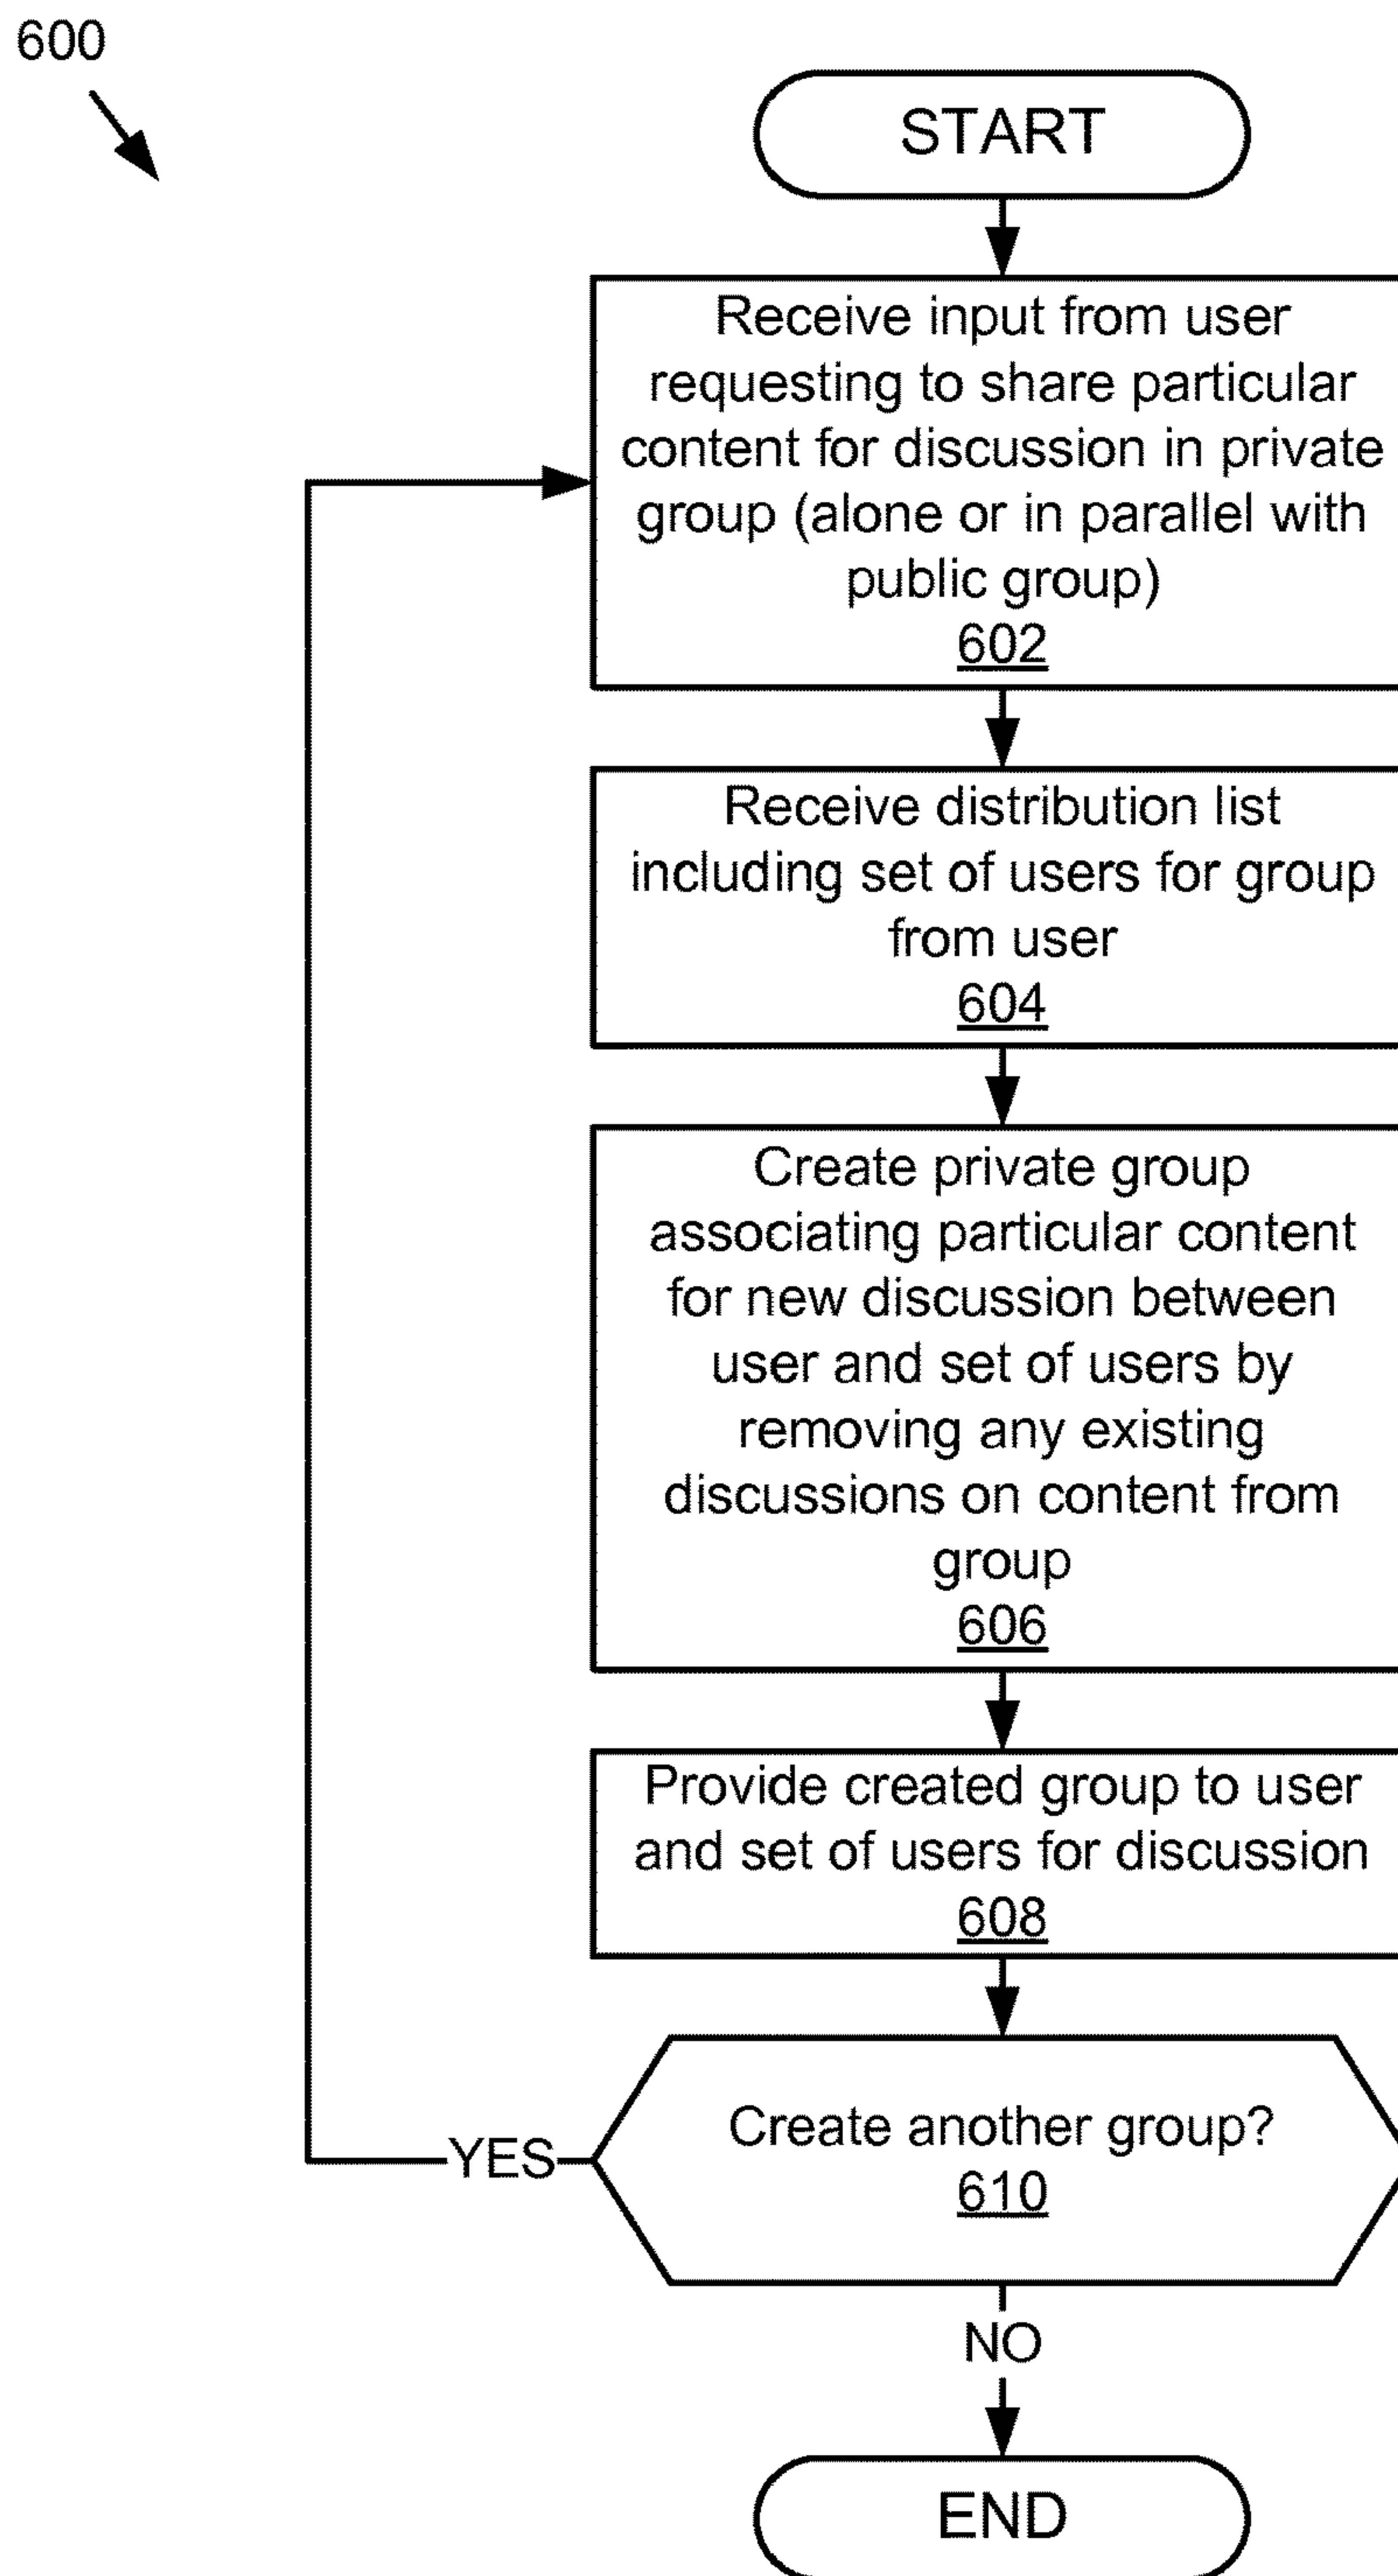 600
START
Receive input from user
requesting to share particular
content for discussion in private
group (alone or in parallel with
public group)
602
Receive distribution list
including set of users for group
from user
604
Create private group
associating particular content
for new discussion between
user and set of users by
removing any existing
discussions on content from
group
606
Provide created group to user
and set of users for discussion
608
Create another group?
610
YES
NO
END